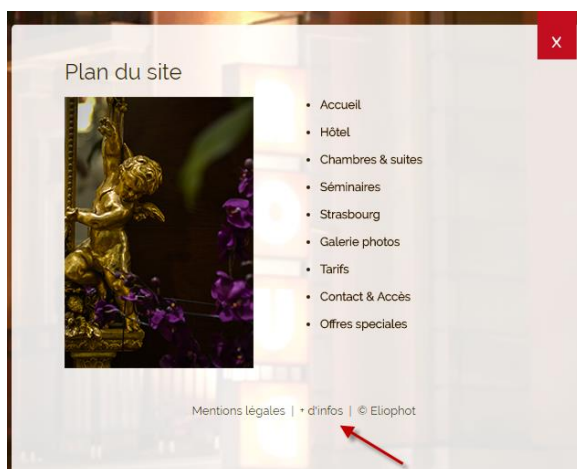 X
Plan du site
• Accueil
• Hôtel
• Chambres & suites
• Séminaires
• Strasbourg
• Galerie photos
• Tarifs
• Contact & Accès
• Offres speciales
Mentions légales | + d'infos | © Eliophot